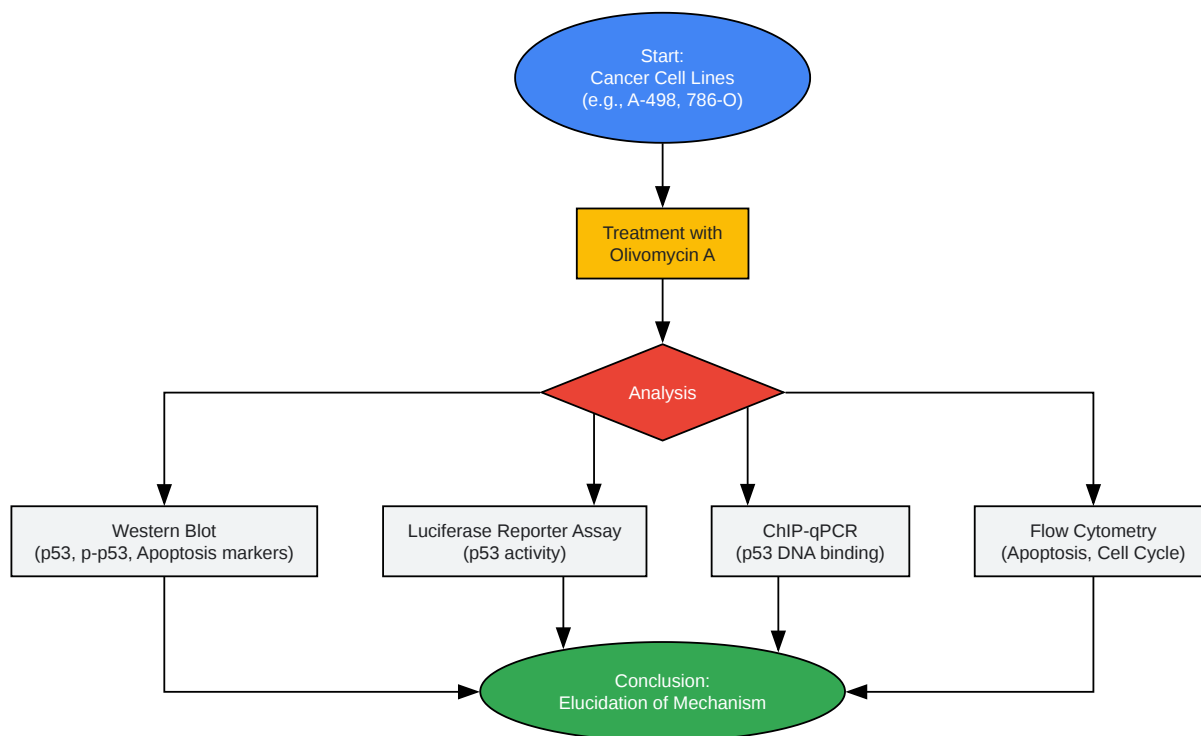 Start:
Cancer Cell Lines
(e.g., A-498, 786-O)
Treatment with
Olivomycin A
Analysis
Western Blot
(p53, p-p53, Apoptosis markers)
Luciferase Reporter Assay
(p53 activity)
ChIP-qPCR
(p53 DNA binding)
Flow Cytometry
(Apoptosis, Cell Cycle)
Conclusion:
Elucidation of Mechanism